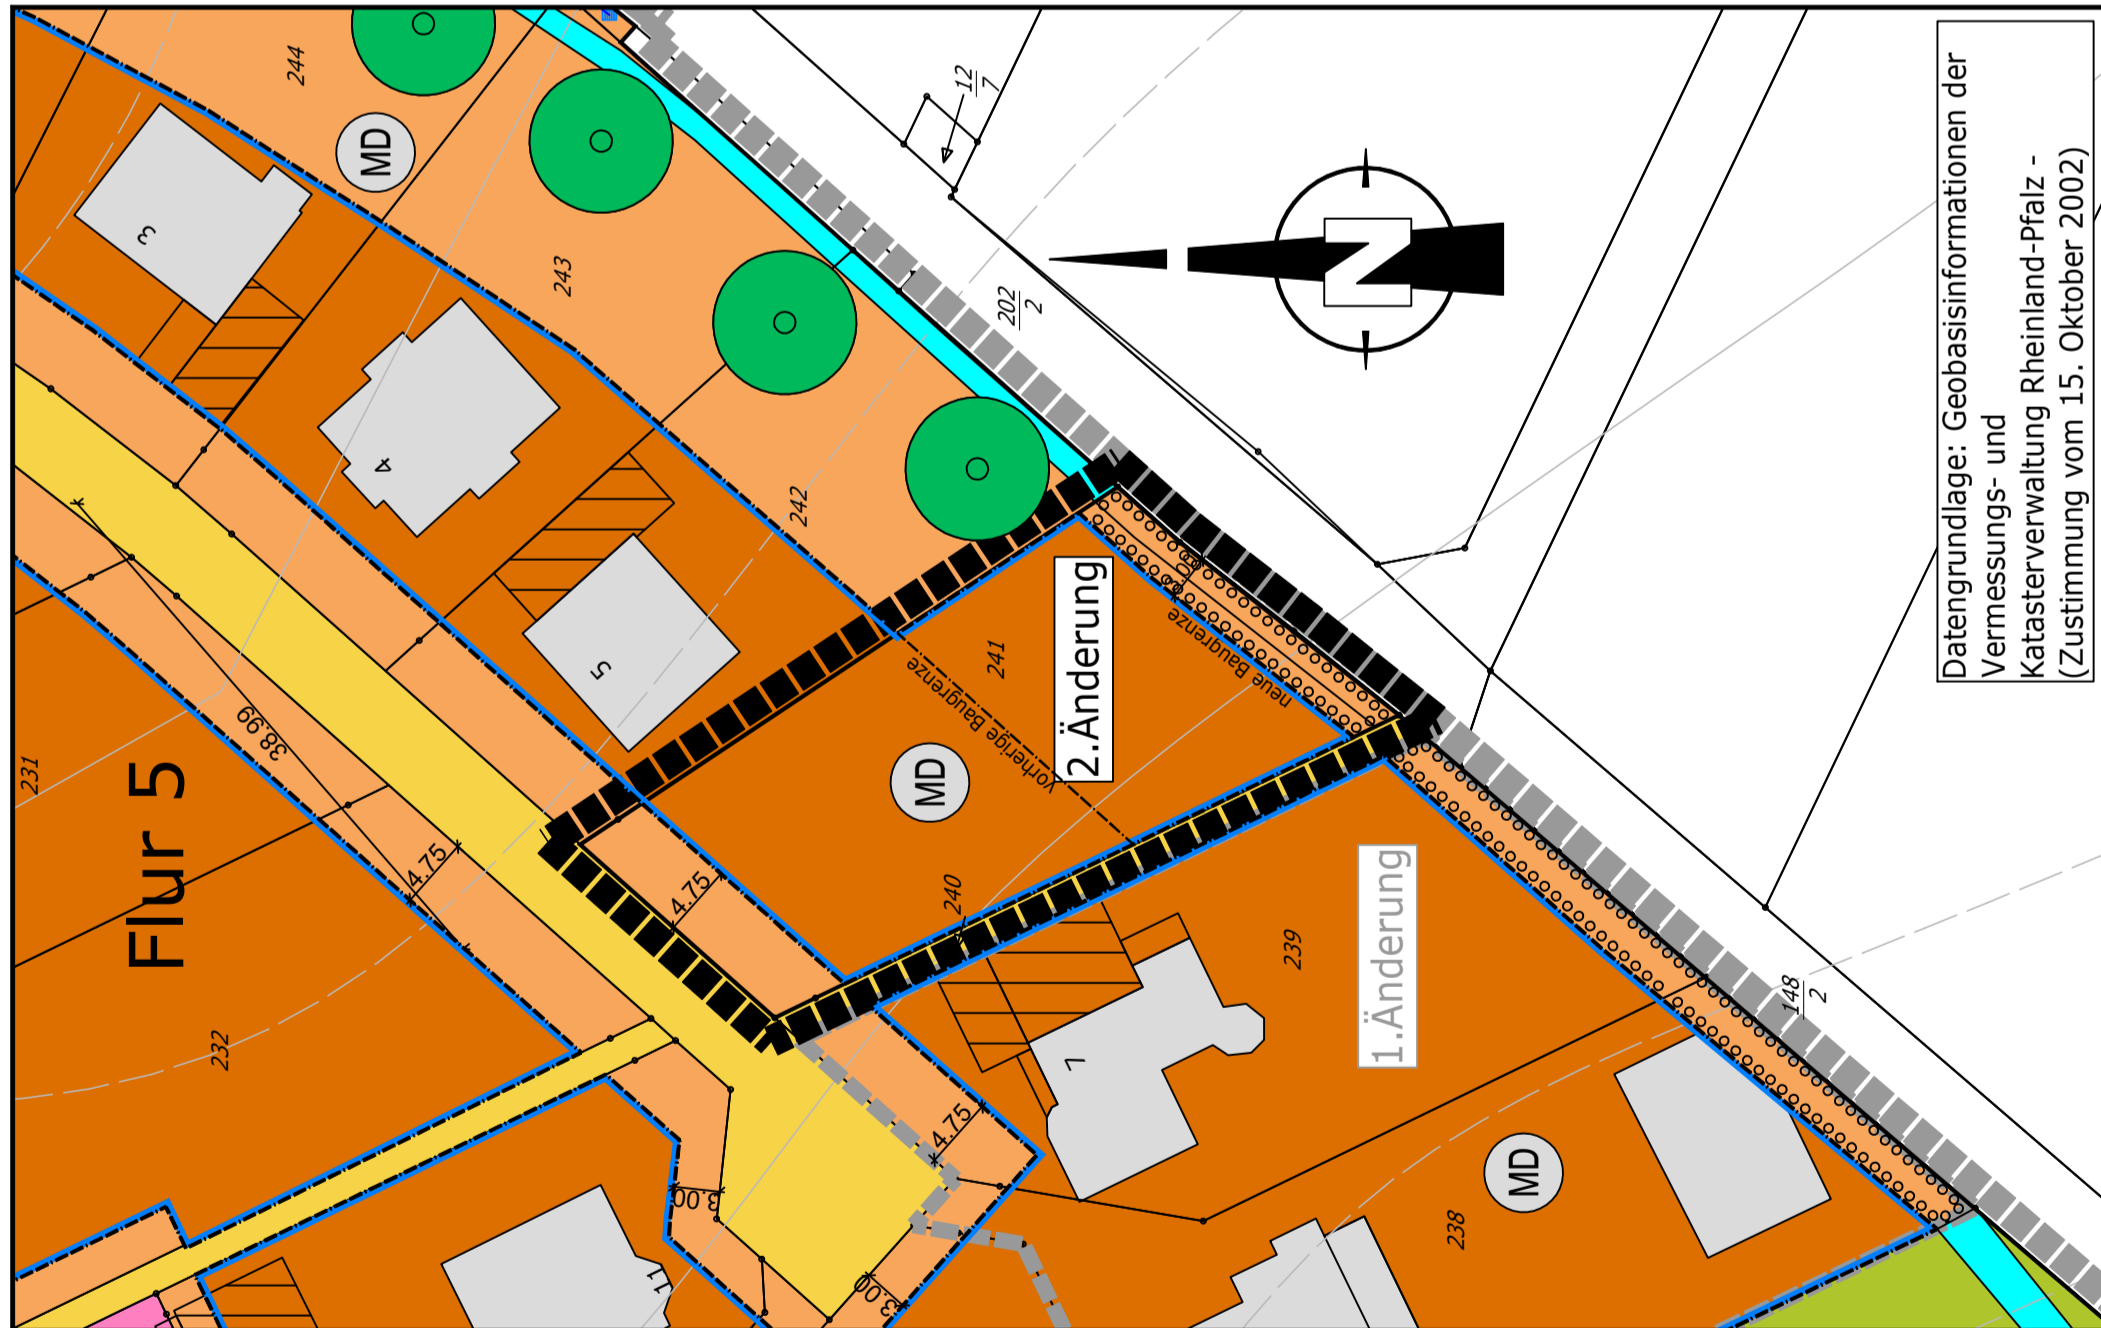 Flur 5
231
232
244
MD
3
243
4
242
5
38.99
4.75
4.75
4.75
3.00
3.00
12
7
202
2
N
241
2.Änderung
vorherige Baugrenze
neue Baugrenze
MD
240
239
1.Änderung
7
148
2
MD
238
11
Datengrundlage: Geobasisinformationen der
Vermessungs- und
Katasterverwaltung Rheinland-Pfalz -
(Zustimmung vom 15. Oktober 2002)